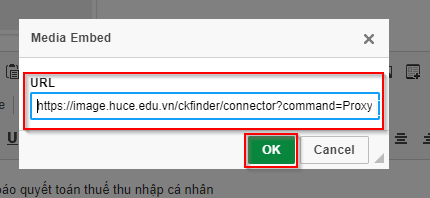 Media Embed
URL
https://image.huce.edu.vn/ckfinder/connector?command=Proxy
OK Cancel
áo quyết toán thuế thu nhập cá nhân